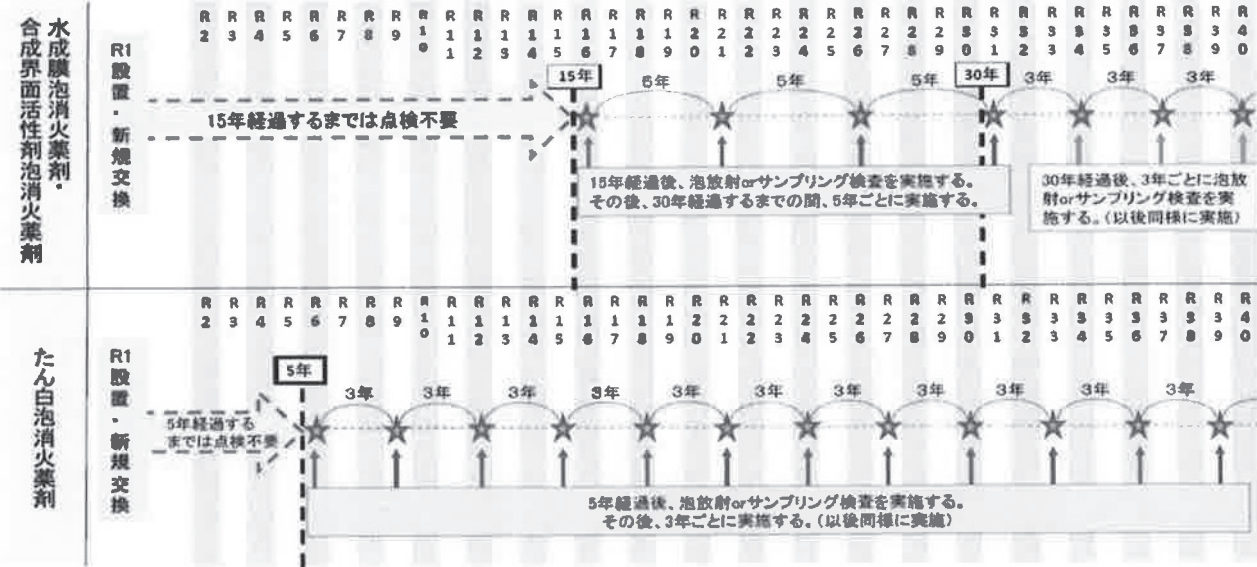 水成膜泡消火薬剤・
合成界面活性剤泡消火薬剤
R1設置・新規交換
R2 R3 R4 R5 R6 R7 R8 R9 R10 R11 R12 R13 R14 R15 R16 R17 R18 R19 R20 R21 R22 R23 R24 R25 R26 R27 R28 R29 R30 R31 R32 R33 R34 R35 R36 R37 R38 R39 R40
15年 30年
5年 5年 5年 3年 3年 3年
15年経過するまでは点検不要
15年経過後、泡放射orサンプリング検査を実施する。
その後、30年経過するまでの間、5年ごとに実施する。
30年経過後、3年ごとに泡放
射orサンプリング検査を実
施する。(以後同様に実施)
たん白泡消火薬剤
R1設置・新規交換
R2 R3 R4 R5 R6 R7 R8 R9 R10 R11 R12 R13 R14 R15 R16 R17 R18 R19 R20 R21 R22 R23 R24 R25 R26 R27 R28 R29 R30 R31 R32 R33 R34 R35 R36 R37 R38 R39 R40
5年
3年 3年 3年 3年 3年 3年 3年 3年 3年 3年 3年
5年経過する
までは点検不要
5年経過後、泡放射orサンプリング検査を実施する。
その後、3年ごとに実施する。(以後同様に実施)